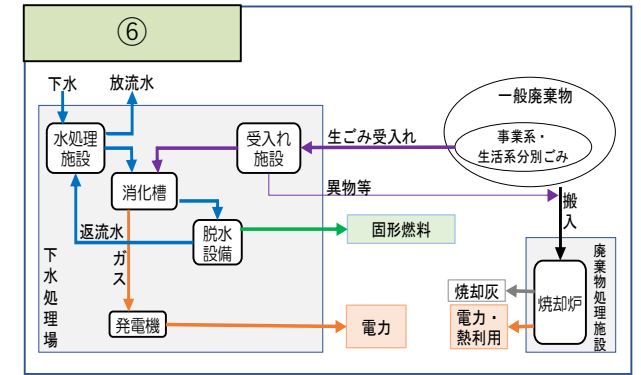 ⑥
下水
放流水
一般廃棄物
事業系・
生活系分別ごみ
水処理
施設
受入れ
施設
生ごみ受入れ
消化槽
異物等
搬入
返流水
脱水
設備
固形燃料
ガス
下水処理場
発電機
電力
焼却灰
電力・
熱利用
焼却炉
廃棄物処理施設